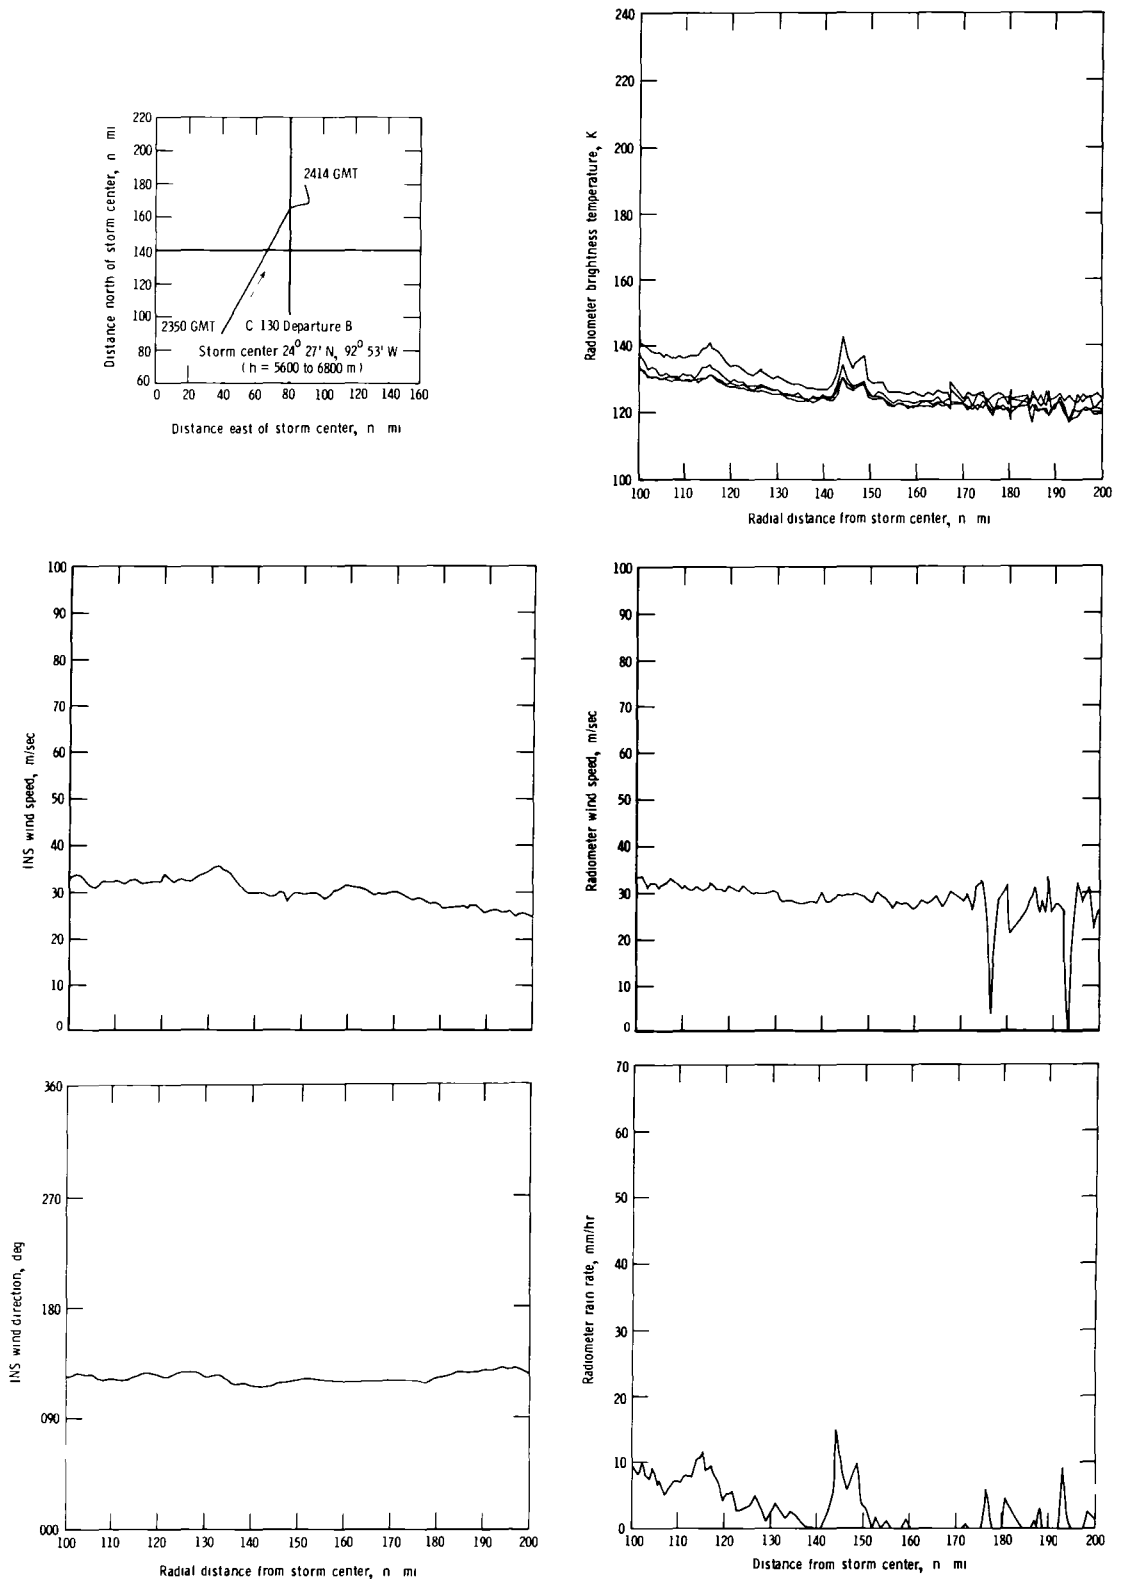 220
200
180
160
140
120
100
80
60
Distance north of storm center, n mi
2414 GMT
2350 GMT
C 130 Departure B
Storm center 24° 27' N, 92° 53' W
(h = 5600 to 6800 m)
0 20 40 60 80 100 120 140 160
Distance east of storm center, n mi
240
220
200
180
160
140
120
100
Radiometer brightness temperature, K
100 110 120 130 140 150 160 170 180 190 200
Radial distance from storm center, n mi
100
90
80
70
60
50
40
30
20
10
0
INS wind speed, m/sec
100
90
80
70
60
50
40
30
20
10
0
Radiometer wind speed, m/sec
360
270
180
090
000
INS wind direction, deg
100 110 120 130 140 150 160 170 180 190 200
Radial distance from storm center, n mi
70
60
50
40
30
20
10
0
Radiometer rain rate, mm/hr
100 110 120 130 140 150 160 170 180 190 200
Distance from storm center, n mi